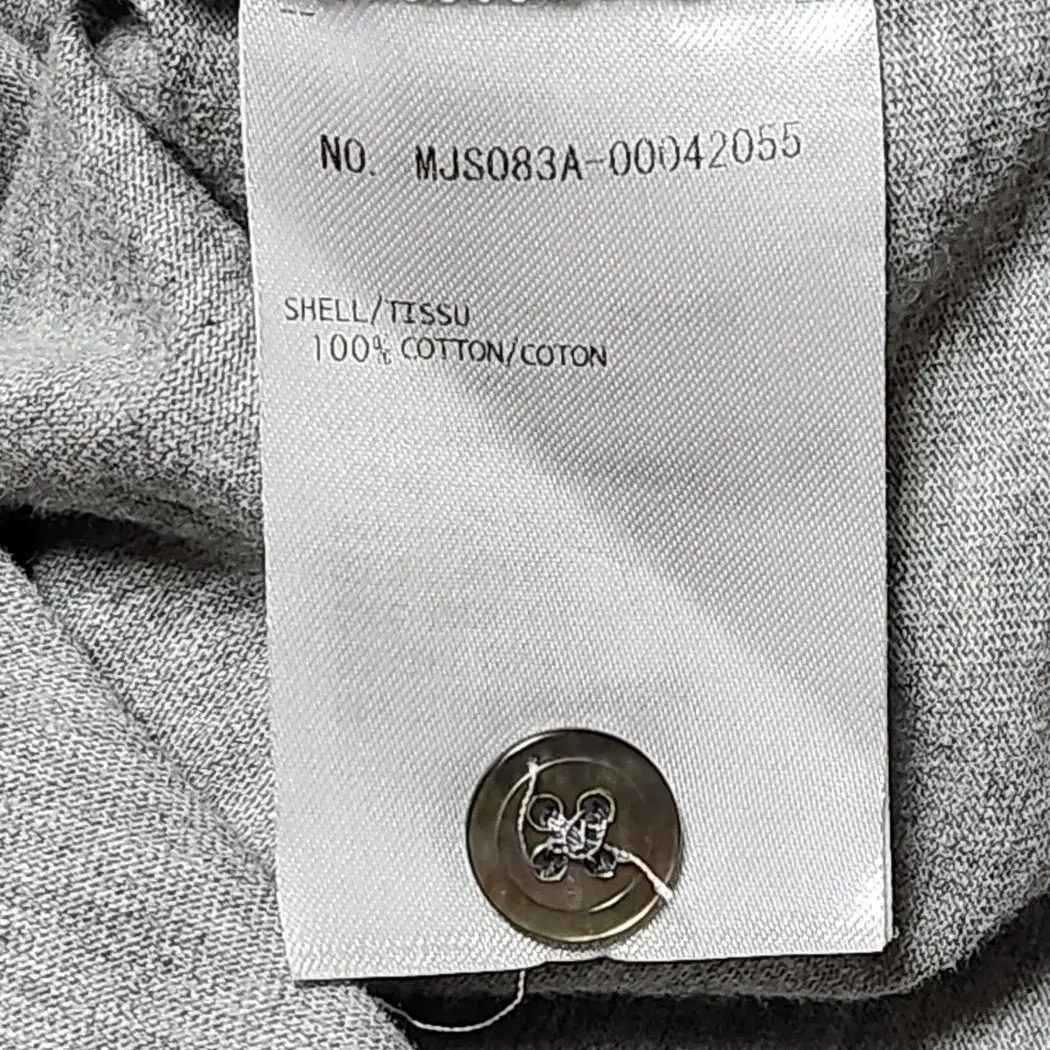 NO. MJS083A-00042055
SHELL/TISSU
100% COTTON/COTON